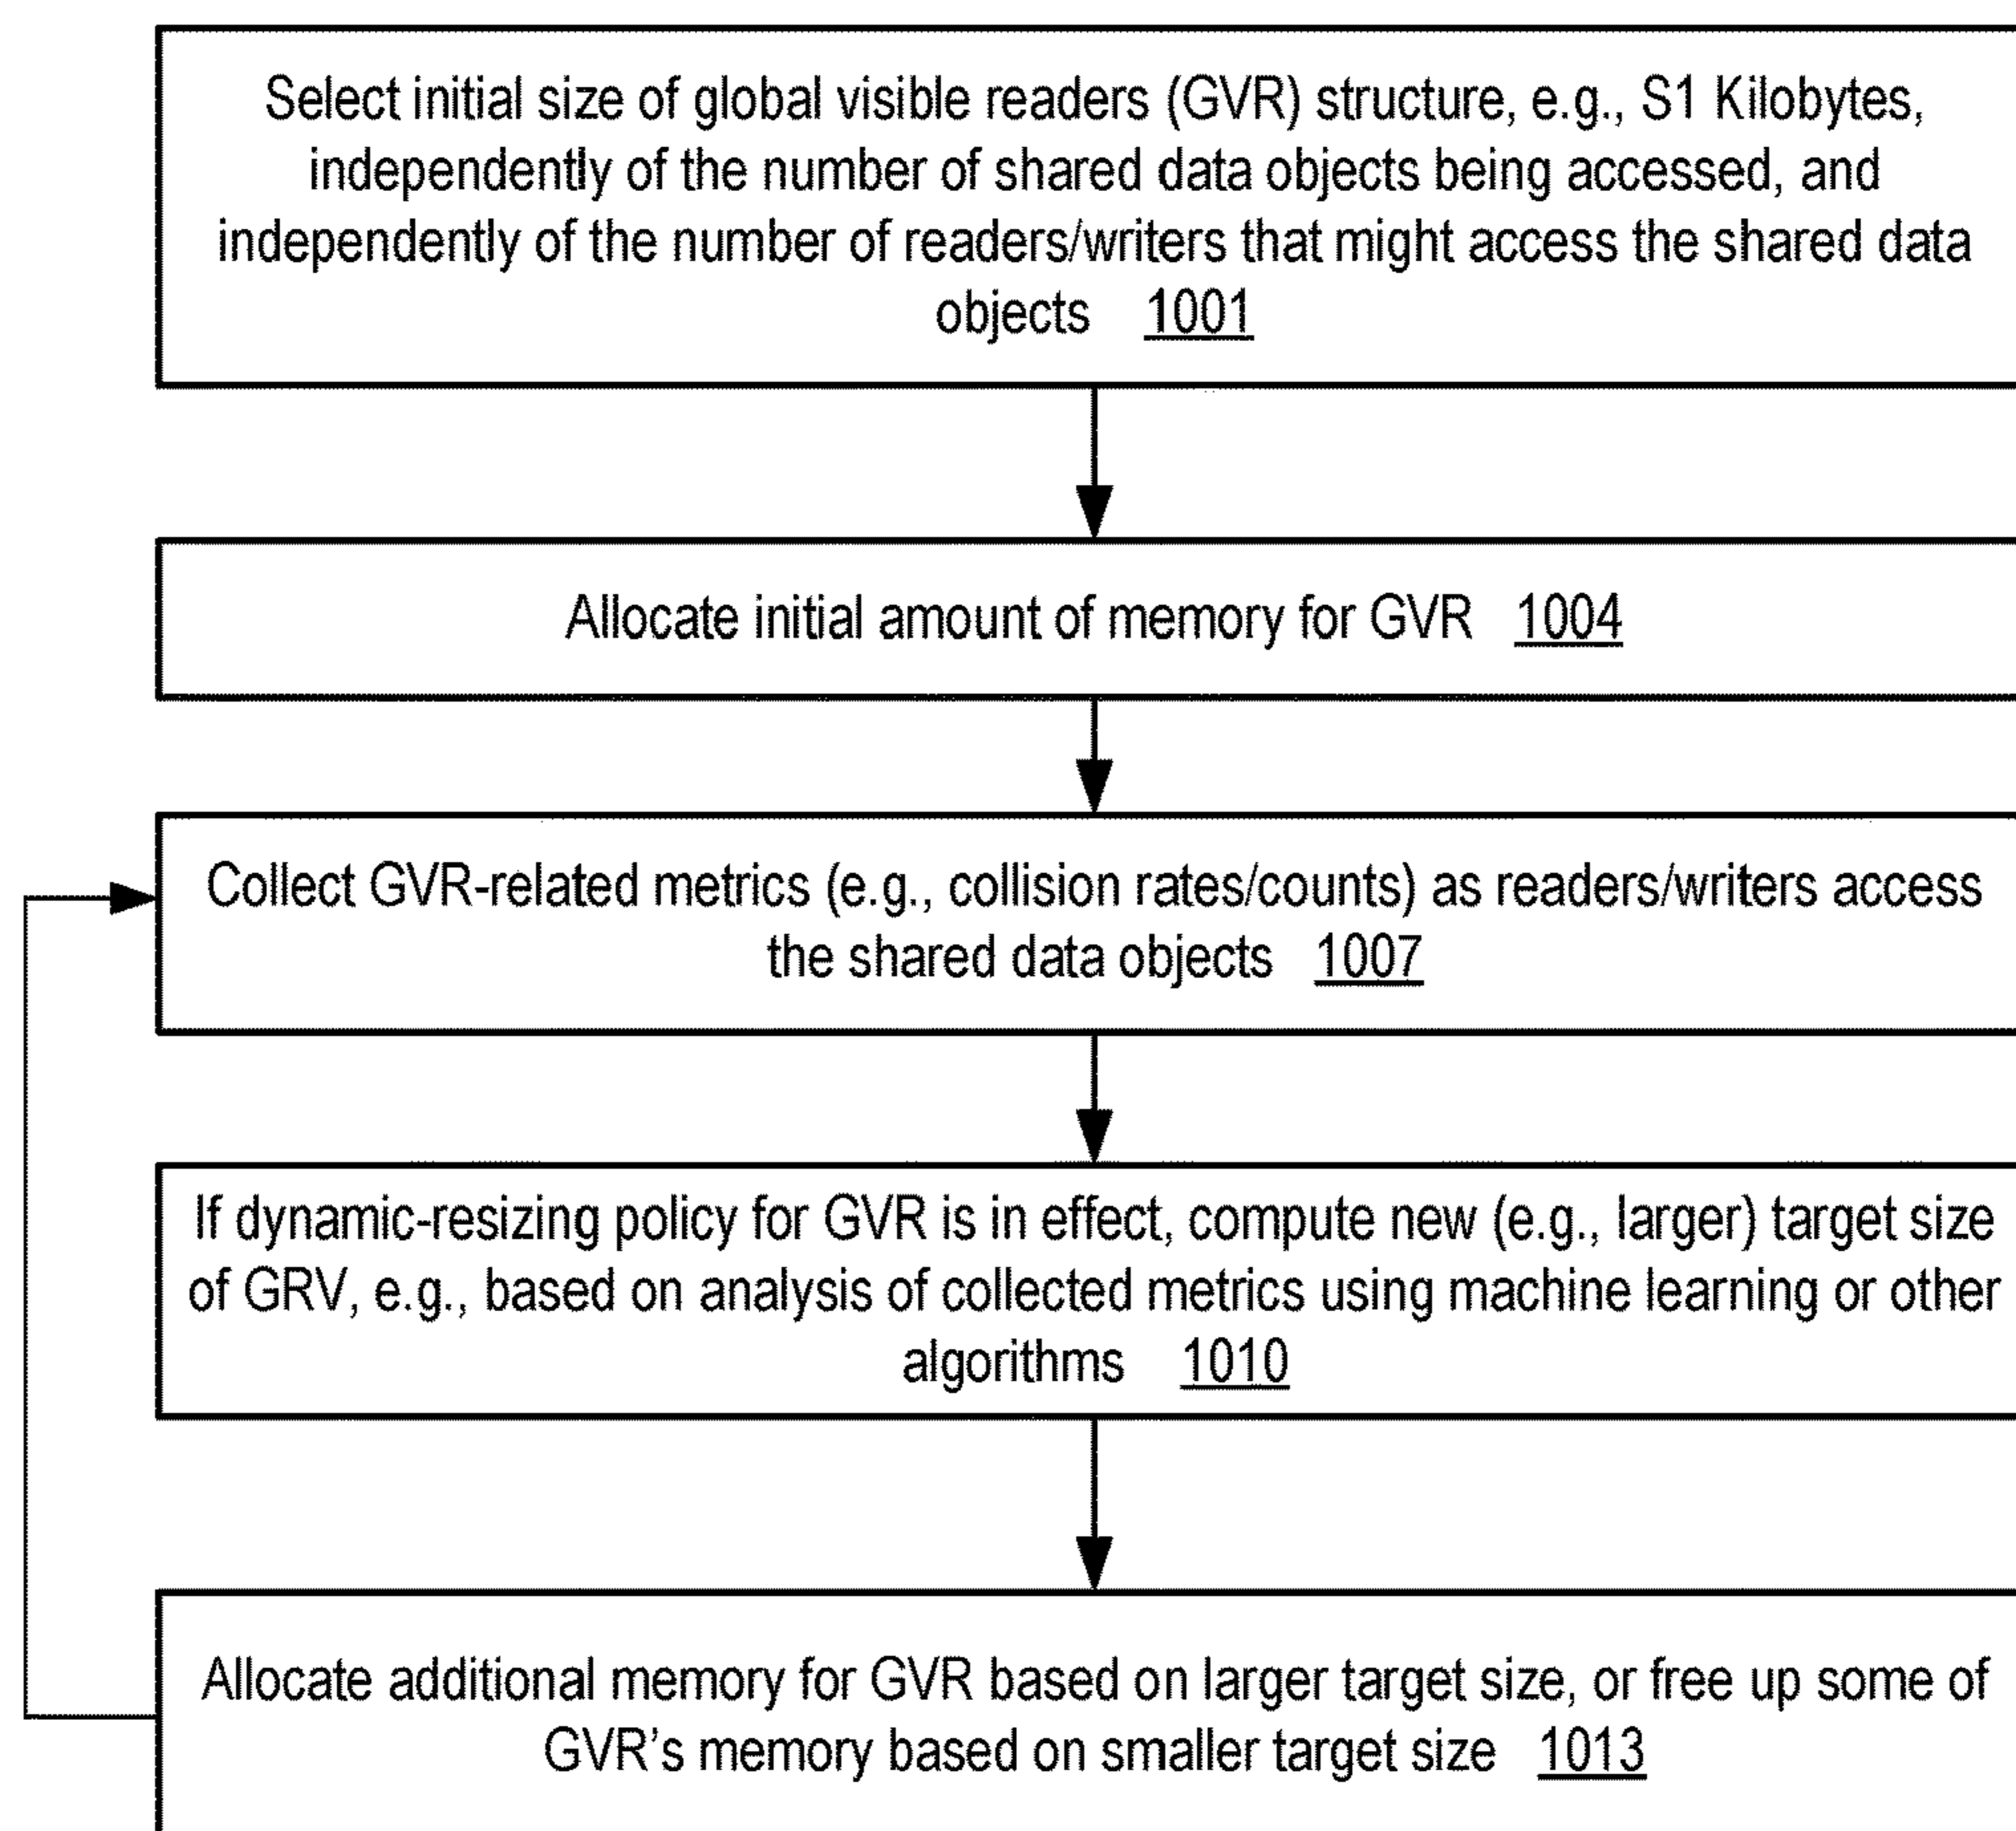 Select initial size of global visible readers (GVR) structure, e.g., S1 Kilobytes,
independently of the number of shared data objects being accessed, and
independently of the number of readers/writers that might access the shared data
objects 1001
Allocate initial amount of memory for GVR 1004
Collect GVR-related metrics (e.g., collision rates/counts) as readers/writers access
the shared data objects 1007
If dynamic-resizing policy for GVR is in effect, compute new (e.g., larger) target size
of GRV, e.g., based on analysis of collected metrics using machine learning or other
algorithms 1010
Allocate additional memory for GVR based on larger target size, or free up some of
GVR's memory based on smaller target size 1013